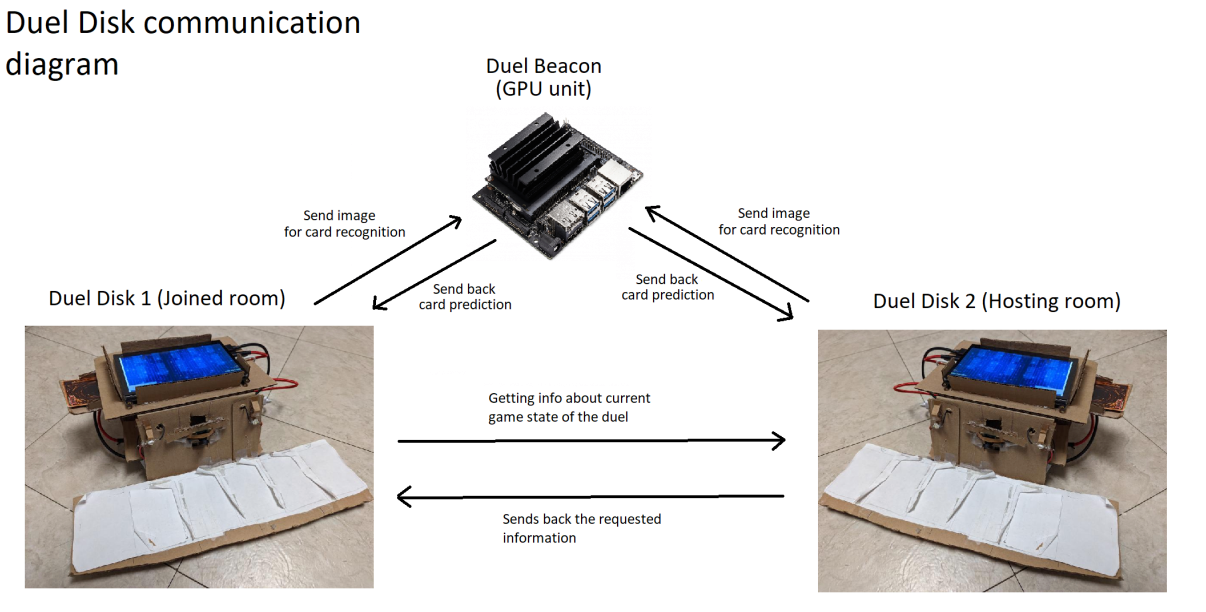 Duel Disk communication
diagram
Duel Beacon
(GPU unit)
Send image
for card recognition
Send image
for card recognition
Send back
card prediction
Send back
card prediction
Duel Disk 1 (Joined room)
Duel Disk 2 (Hosting room)
Getting info about current
game state of the duel
Sends back the requested
information